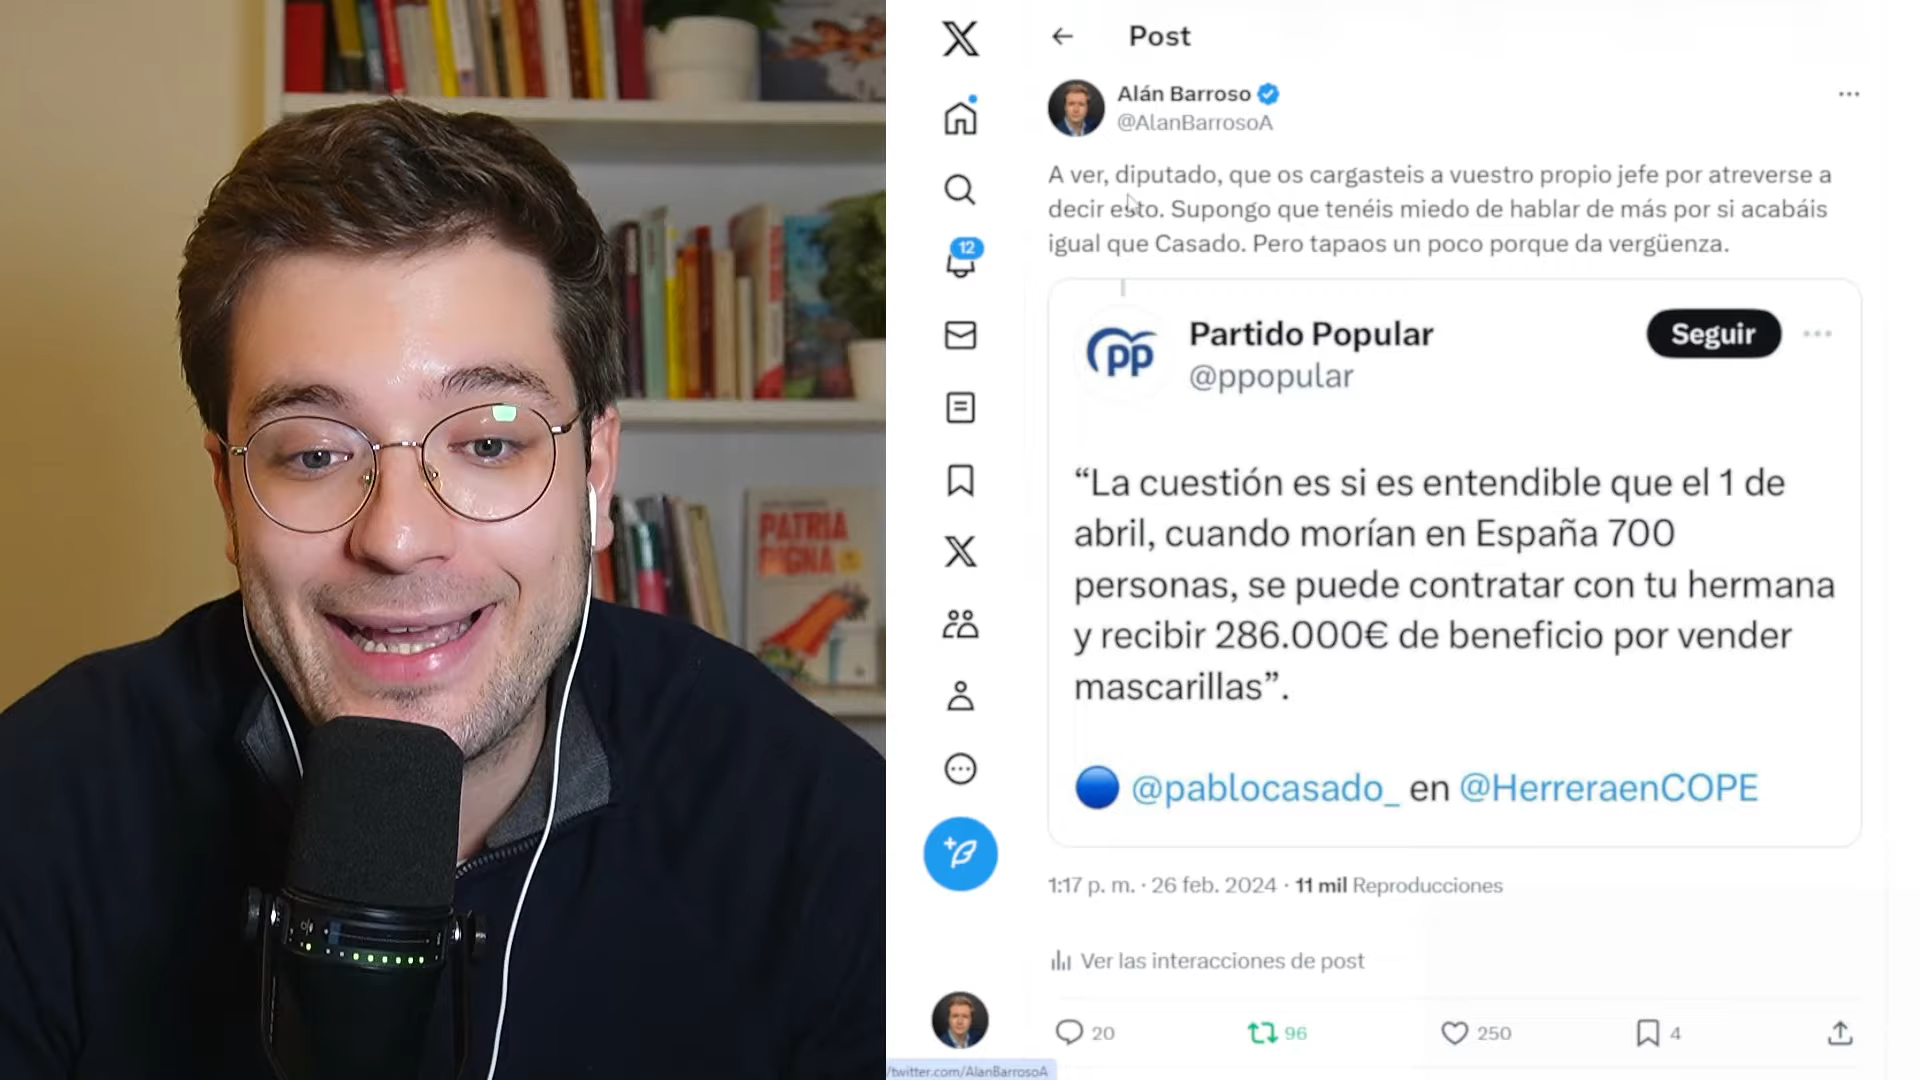 PATRIA
DIGNA
Post
Alán Barroso
@AlanBarrosoA
A ver, diputado, que os cargasteis a vuestro propio jefe por atreverse a
decir esto. Supongo que tenéis miedo de hablar de más por si acabáis
igual que Casado. Pero tapaos un poco porque da vergüenza.
12
pp
Partido Popular
@ppopular
Seguir
“La cuestión es si es entendible que el 1 de
abril, cuando morían en España 700
personas, se puede contratar con tu hermana
y recibir 286.000€ de beneficio por vender
mascarillas”.
@pablocasado_ en @HerreraenCOPE
1:17 p. m. · 26 feb. 2024 · 11 mil Reproducciones
Ver las interacciones de post
20 96 250 4
/twitter.com/AlanBarrosoA